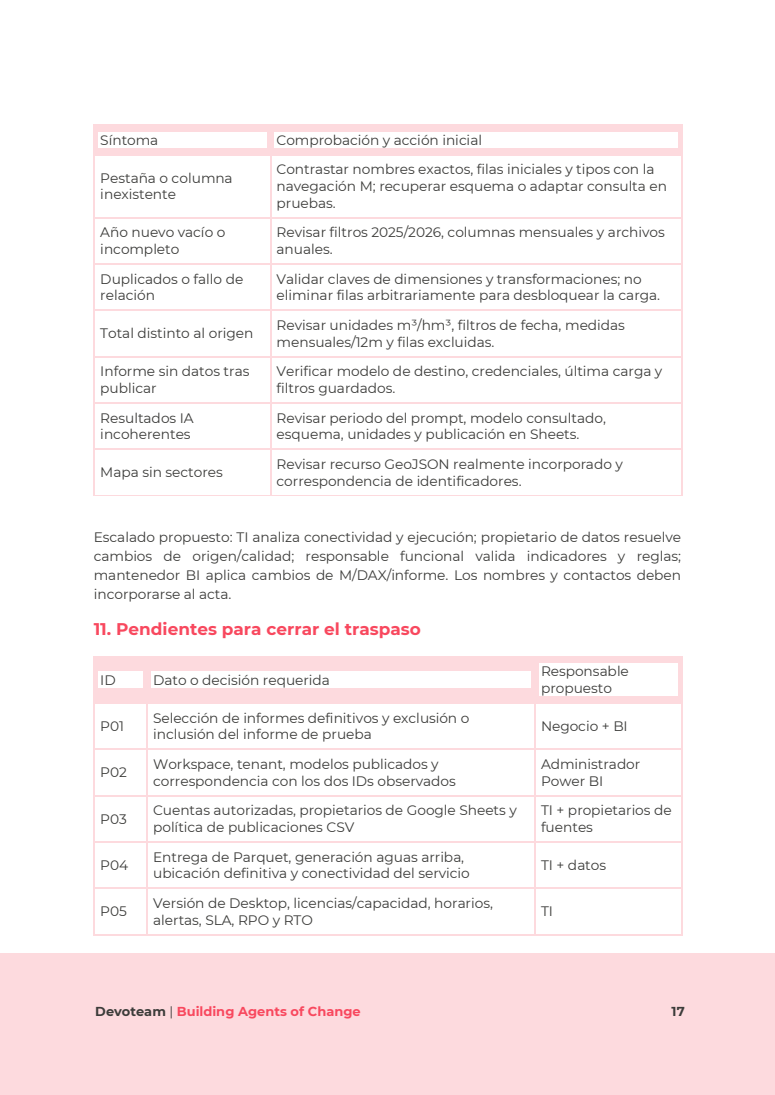 Síntoma
Comprobación y acción inicial
Pestaña o columna
inexistente
Contrastar nombres exactos, filas iniciales y tipos con la
navegación M; recuperar esquema o adaptar consulta en
pruebas.
Año nuevo vacío o
incompleto
Revisar filtros 2025/2026, columnas mensuales y archivos
anuales.
Duplicados o fallo de
relación
Validar claves de dimensiones y transformaciones; no
eliminar filas arbitrariamente para desbloquear la carga.
Total distinto al origen
Revisar unidades m³/hm³, filtros de fecha, medidas
mensuales/12m y filas excluidas.
Informe sin datos tras
publicar
Verificar modelo de destino, credenciales, última carga y
filtros guardados.
Resultados IA
incoherentes
Revisar periodo del prompt, modelo consultado,
esquema, unidades y publicación en Sheets.
Mapa sin sectores
Revisar recurso GeoJSON realmente incorporado y
correspondencia de identificadores.
Escalado propuesto: TI analiza conectividad y ejecución; propietario de datos resuelve
cambios de origen/calidad; responsable funcional valida indicadores y reglas;
mantenedor BI aplica cambios de M/DAX/informe. Los nombres y contactos deben
incorporarse al acta.
11. Pendientes para cerrar el traspaso
ID
Dato o decisión requerida
Responsable
propuesto
P01
Selección de informes definitivos y exclusión o
inclusión del informe de prueba
Negocio + BI
P02
Workspace, tenant, modelos publicados y
correspondencia con los dos IDs observados
Administrador
Power BI
P03
Cuentas autorizadas, propietarios de Google Sheets y
política de publicaciones CSV
TI + propietarios de
fuentes
P04
Entrega de Parquet, generación aguas arriba,
ubicación definitiva y conectividad del servicio
TI + datos
P05
Versión de Desktop, licencias/capacidad, horarios,
alertas, SLA, RPO y RTO
TI
Devoteam | Building Agents of Change
17